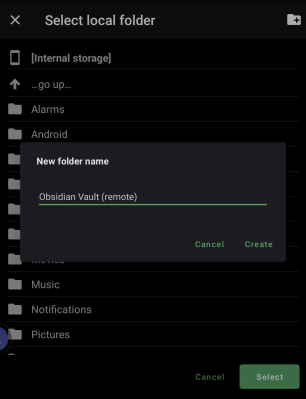 Select local folder
[Internal storage]
...go up...
Alarms
Android
New folder name
Obsidian Vault (remote)
Cancel
Create
Music
Notifications
Pictures
Cancel
Select